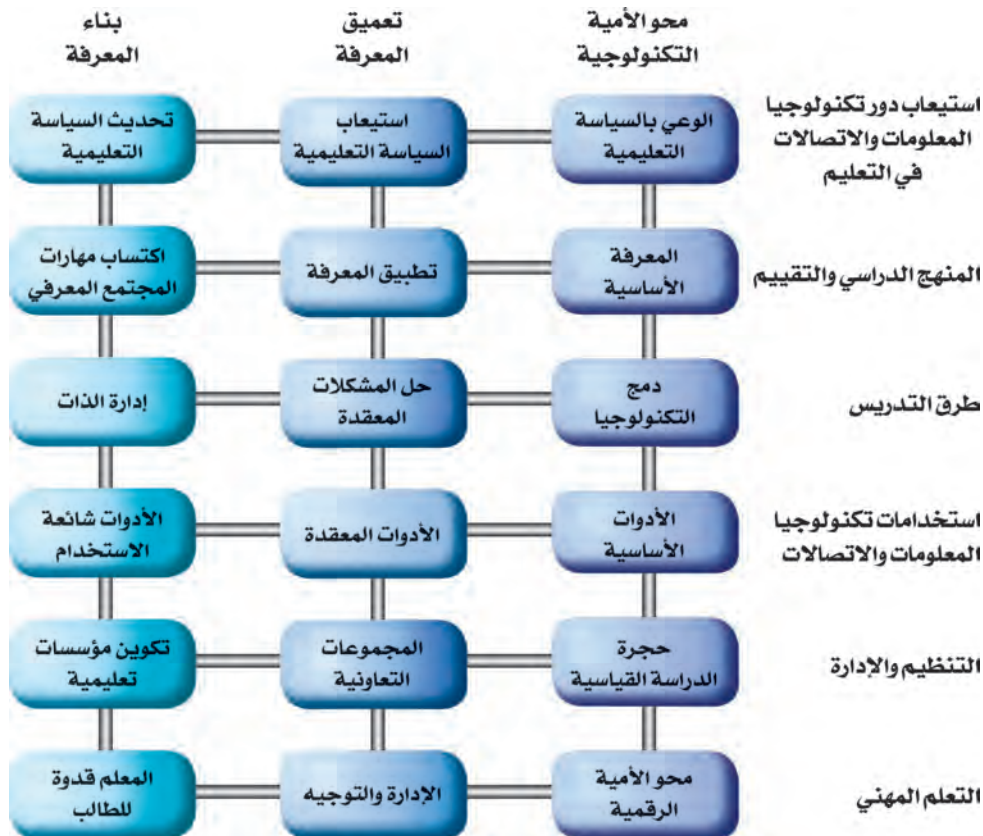 محو الأمية
التكنولوجية
تعميق
المعرفة
بناء
المعرفة
استيعاب دور تكنولوجيا
المعلومات والاتصالات
في التعليم
الوعي بالسياسة
التعليمية
استيعاب
السياسة التعليمية
تحديث السياسة
التعليمية
المنهج الدراسي والتقييم
المعرفة
الأساسية
تطبيق المعرفة
اكتساب مهارات
المجتمع المعرفي
طرق التدريس
دمج
التكنولوجيا
حل المشكلات
المعقدة
إدارة الذات
استخدامات تكنولوجيا
المعلومات والاتصالات
الأدوات
الأساسية
الأدوات المعقدة
الأدوات شائعة
الاستخدام
التنظيم والإدارة
حجرة
الدراسة القياسية
المجموعات
التعاونية
تكوين مؤسسات
تعليمية
التعلم المهني
محو الأمية
الرقمية
الإدارة والتوجيه
المعلم قدوة
للطالب